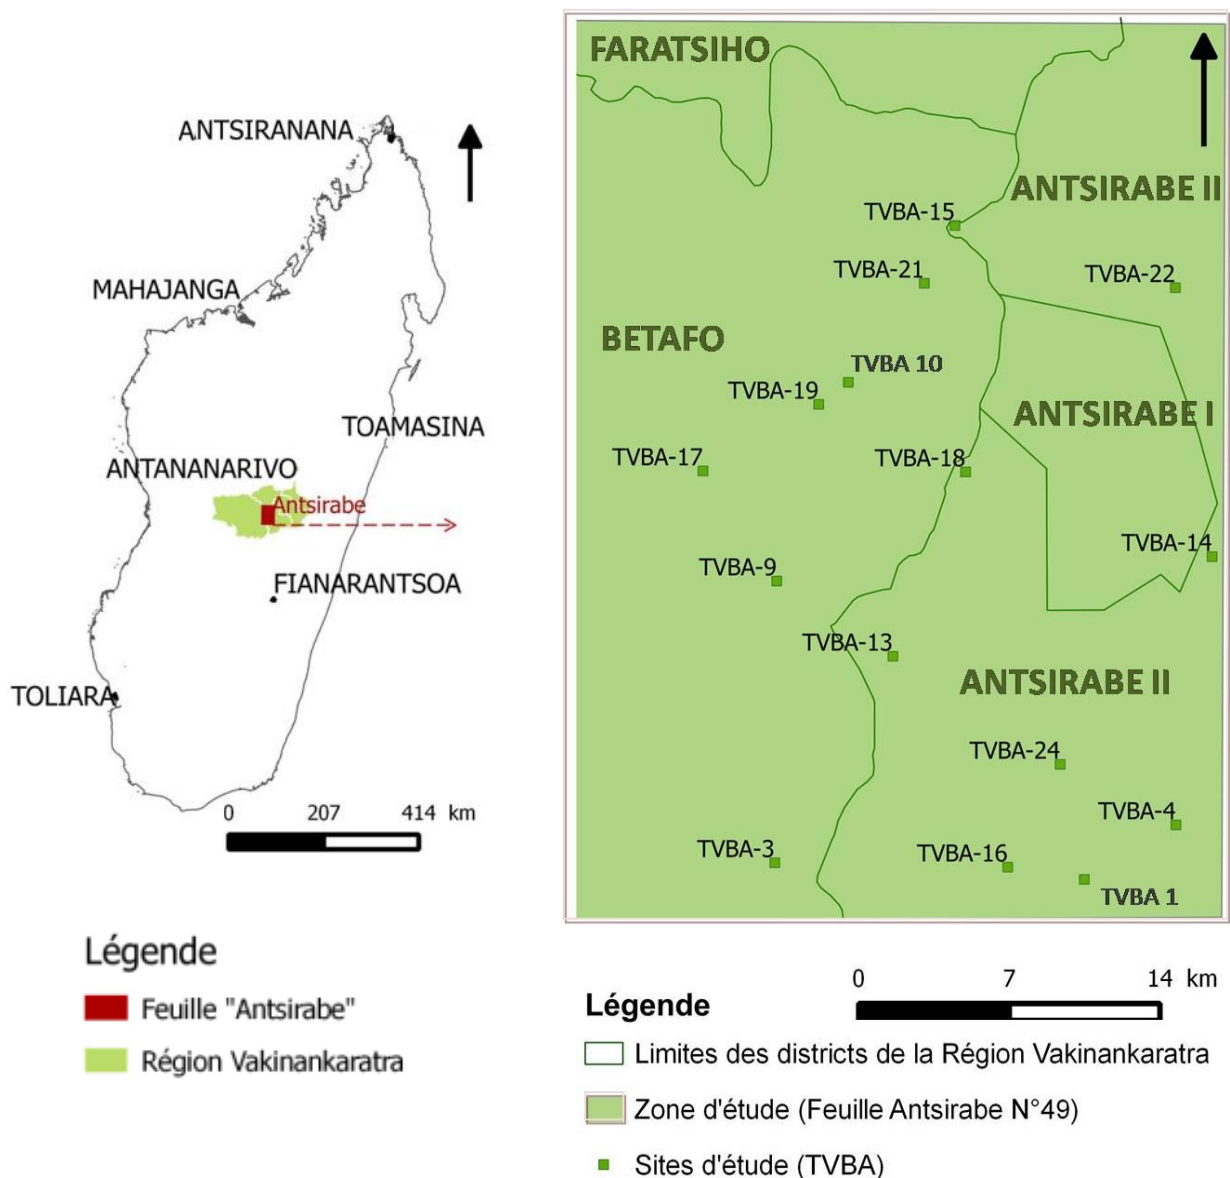 ANTSIRANANA
MAHAJANGA
TOAMASINA
ANTANANARIVO
Antsirabe
FIANARANTSOA
TOLIARA
0 207 414 km
Légende
Feuille "Antsirabe"
Région Vakinankaratra
FARATSIHO
ANTSIRABE II
TVBA-15
TVBA-21
TVBA-22
BETAFO
TVBA 10
TVBA-19
ANTSIRABE I
TVBA-17
TVBA-18
TVBA-14
TVBA-9
TVBA-13
ANTSIRABE II
TVBA-24
TVBA-4
TVBA-3
TVBA-16
TVBA 1
0 7 14 km
Légende
Limites des districts de la Région Vakinankaratra
Zone d'étude (Feuille Antsirabe N°49)
Sites d'étude (TVBA)